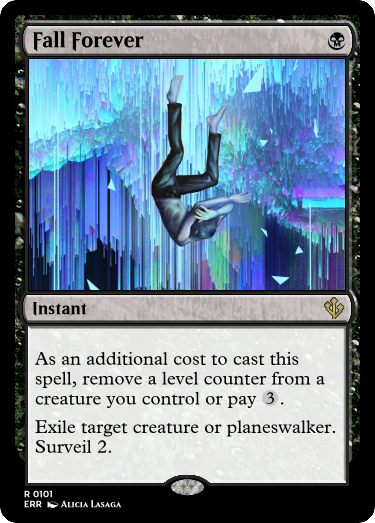 Fall Forever
Instant
As an additional cost to cast this
spell, remove a level counter from a
creature you control or pay 3.
Exile target creature or planeswalker.
Surveil 2.
R 0101
ERR Alicia Lasaga